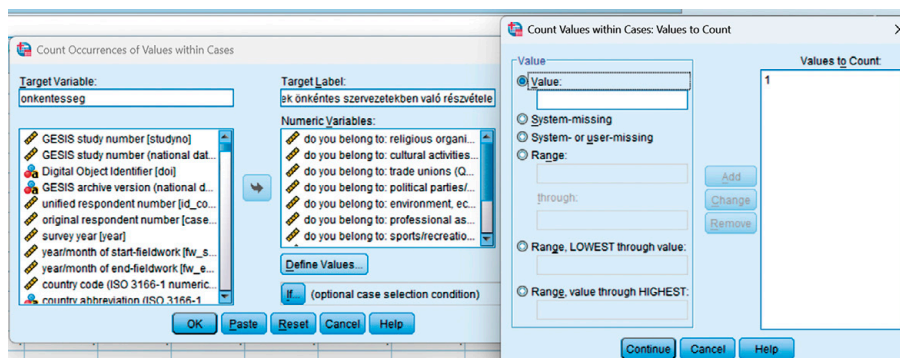 Count Occurrences of Values within Cases
Target Variable:
onkentesseg
Target Label:
ek önkéntes szervezetekben való részvétele
Numeric Variables:
GESIS study number [studyno]
GESIS study number (national dat...
Digital Object Identifier [doi]
GESIS archive version (national d...
unified respondent number [id_co...
original respondent number [case...
survey year [year]
year/month of start-fieldwork [fw_s...
year/month of end-fieldwork [fw_e...
country code (ISO 3166-1 numeric...
country abbreviation (ISO 3166-1
do you belong to: religious organi...
do you belong to: cultural activities...
do you belong to: trade unions (Q...
do you belong to: political parties/...
do you belong to: environment, ec...
do you belong to: professional as...
do you belong to: sports/recreatio...
Define Values...
If... (optional case selection condition)
OK Paste Reset Cancel Help
Count Values within Cases: Values to Count
Value
Value:
System-missing
System- or user-missing
Range:
through:
Range, LOWEST through value:
Range, value through HIGHEST:
Add
Change
Remove
Values to Count:
1
Continue Cancel Help